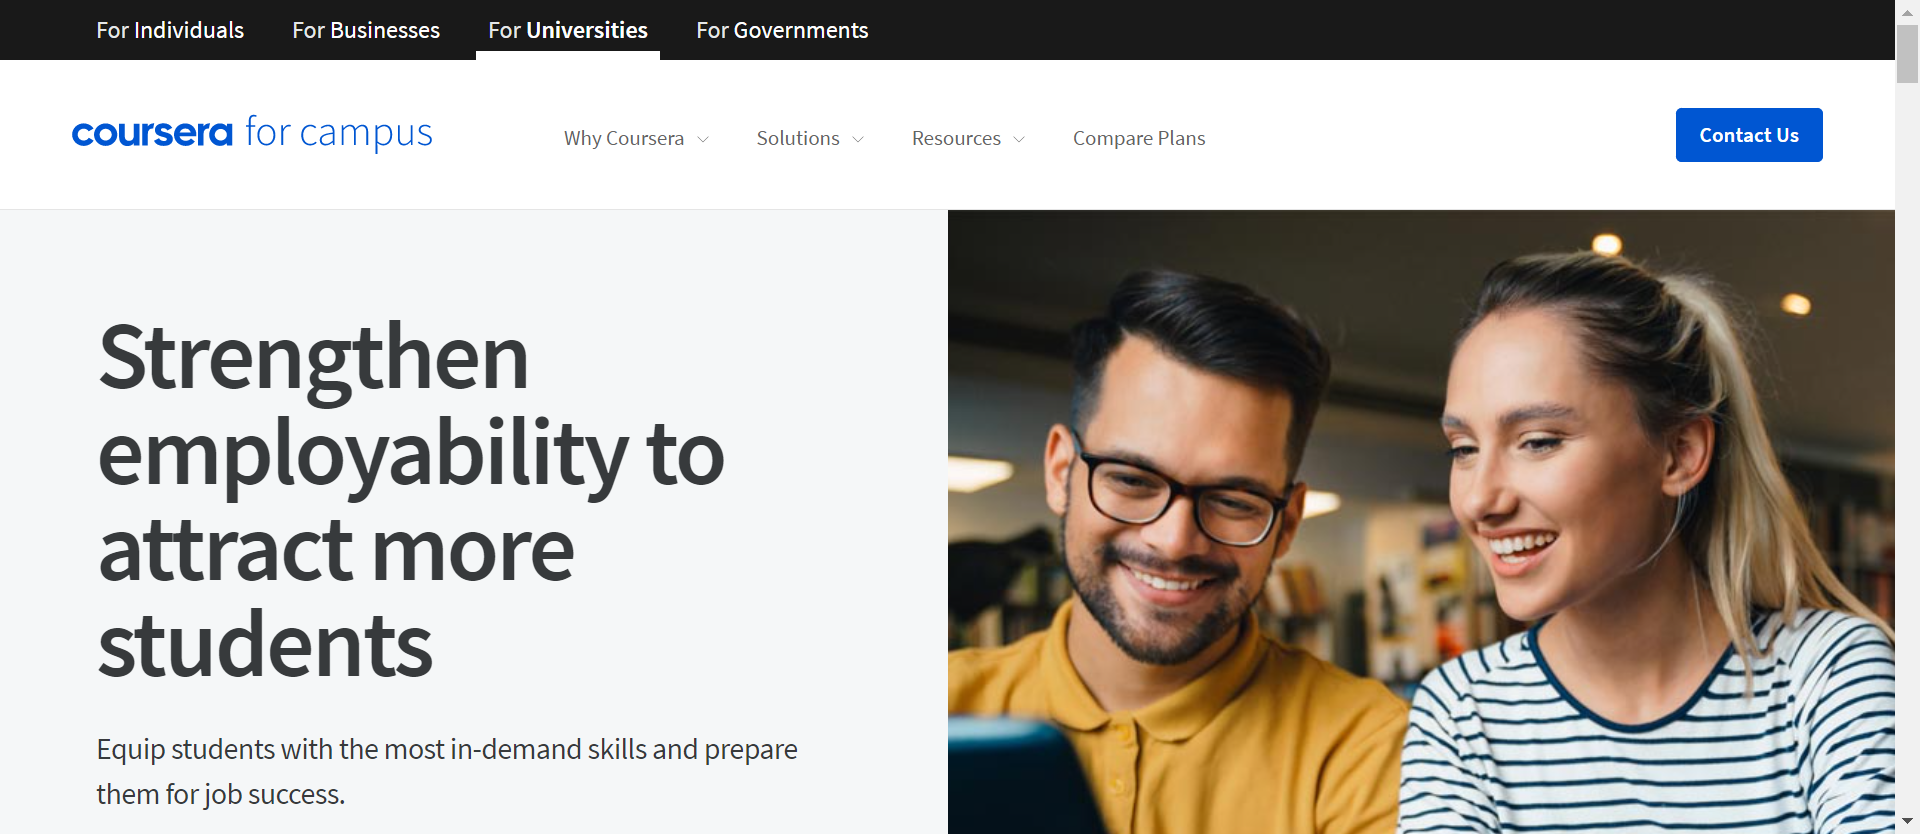 For Individuals For Businesses For Universities For Governments
coursera for campus Why Coursera Solutions Resources Compare Plans Contact Us
Strengthen
employability to
attract more
students
Equip students with the most in-demand skills and prepare
them for job success.